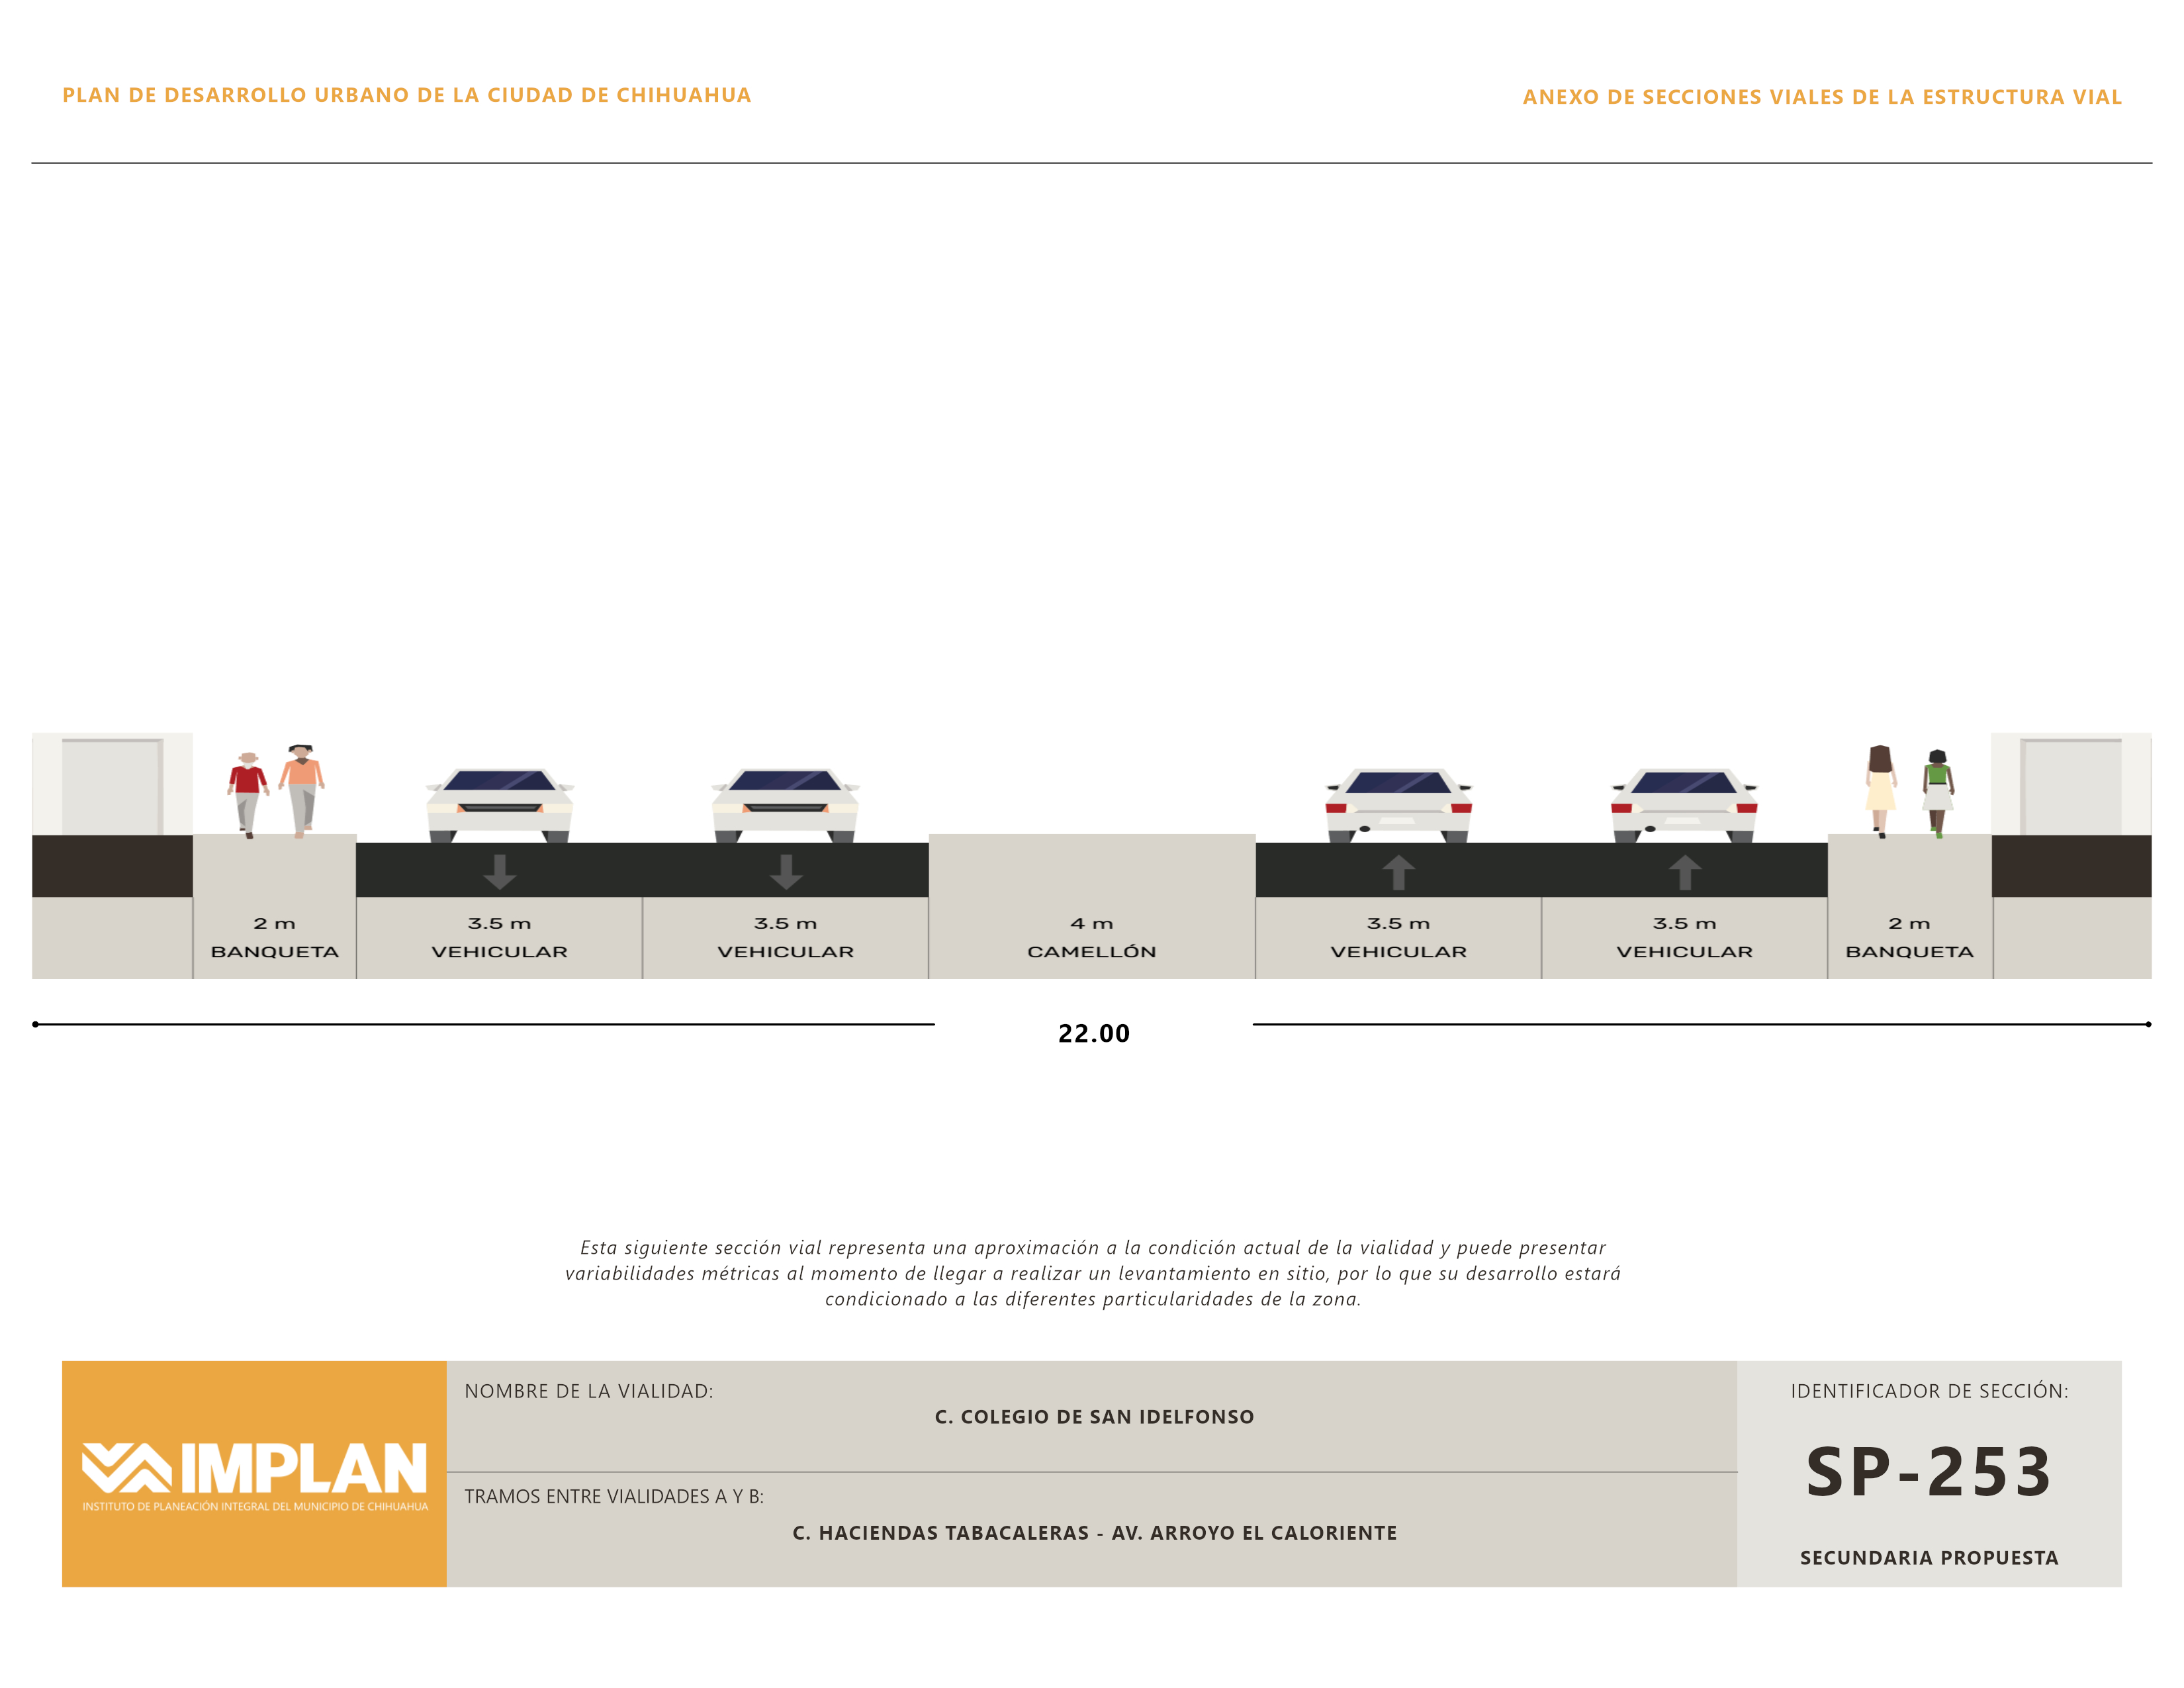 PLAN DE DESARROLLO URBANO DE LA CIUDAD DE CHIHUAHUA
ANEXO DE SECCIONES VIALES DE LA ESTRUCTURA VIAL
2 m 3.5 m 3.5 m 4 m 3.5 m 3.5 m 2 m
BANQUETA VEHICULAR VEHICULAR CAMELLÓN VEHICULAR VEHICULAR BANQUETA
22.00
Esta siguiente sección vial representa una aproximación a la condición actual de la vialidad y puede presentar
variabilidades métricas al momento de llegar a realizar un levantamiento en sitio, por lo que su desarrollo estará
condicionado a las diferentes particularidades de la zona.
IMPLAN
INSTITUTO DE PLANEACIÓN INTEGRAL DEL MUNICIPIO DE CHIHUAHUA
NOMBRE DE LA VIALIDAD:
C. COLEGIO DE SAN IDELFONSO
TRAMOS ENTRE VIALIDADES A Y B:
C. HACIENDAS TABACALERAS - AV. ARROYO EL CALORIENTE
IDENTIFICADOR DE SECCIÓN:
SP-253
SECUNDARIA PROPUESTA